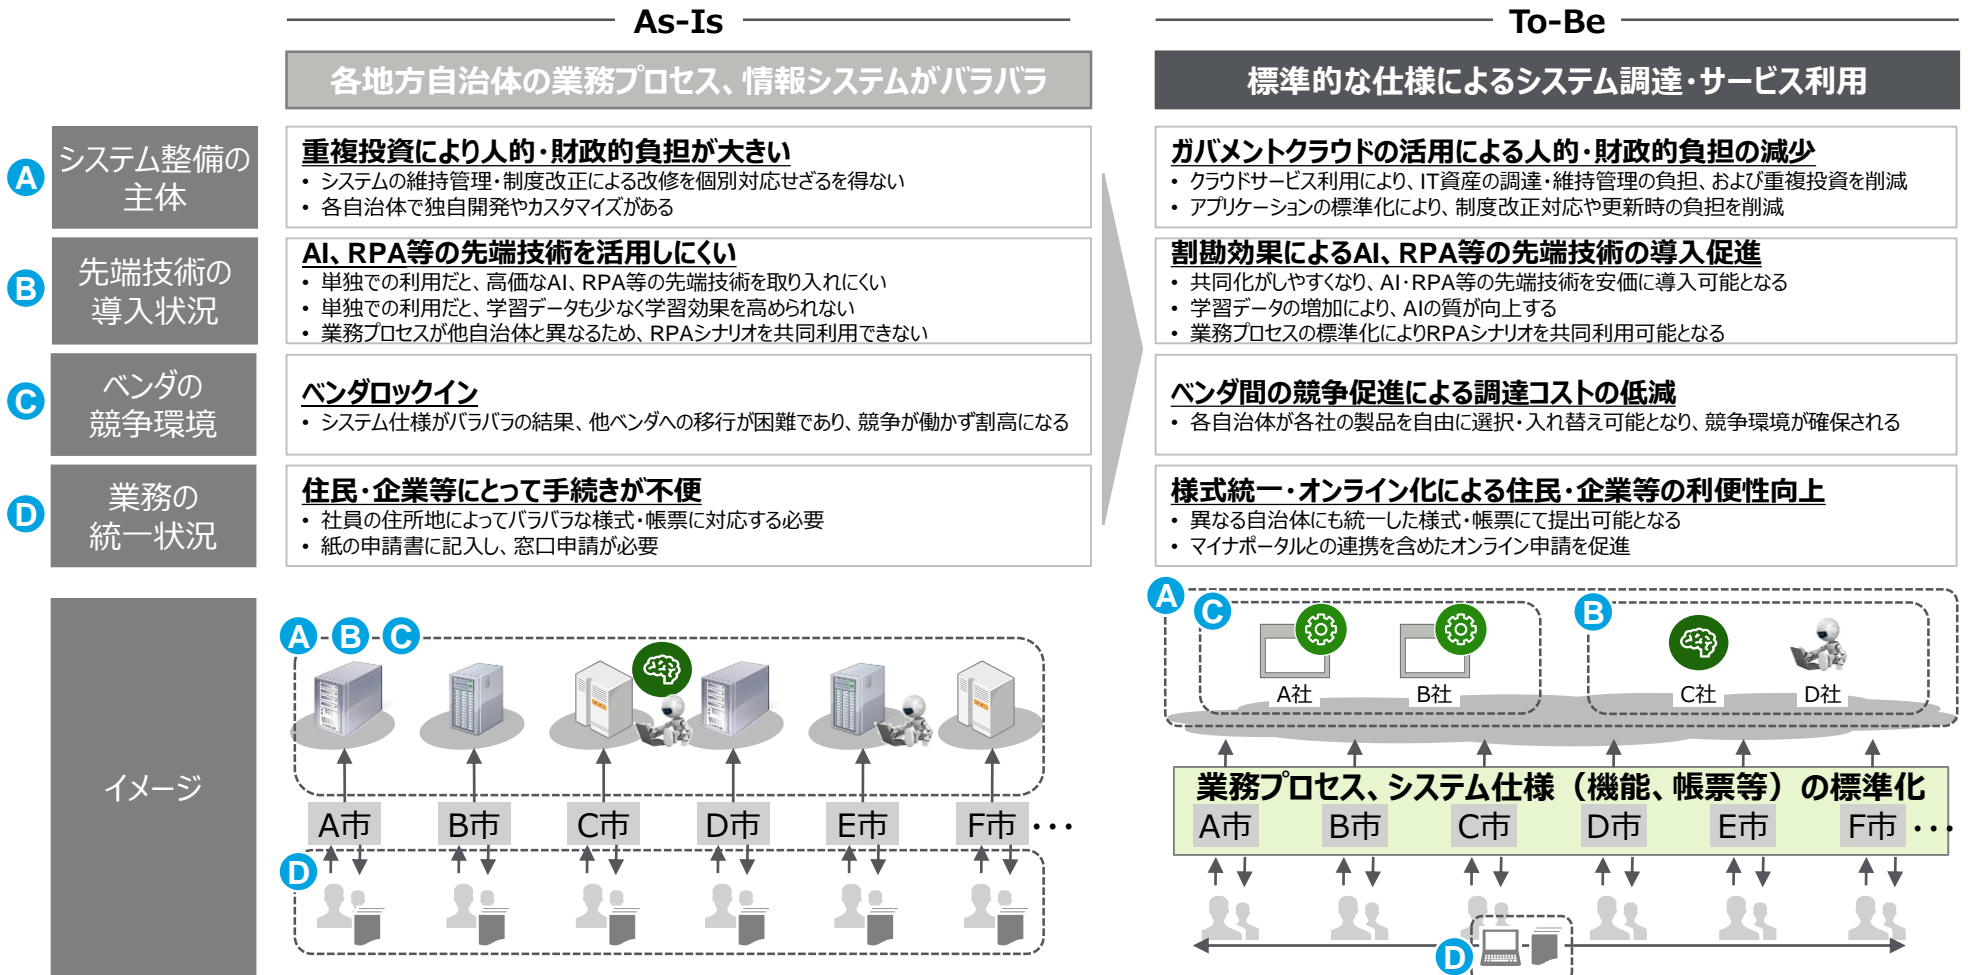 As-Is
To-Be
各地方自治体の業務プロセス、情報システムがバラバラ
標準的な仕様によるシステム調達・サービス利用
A
システム整備の
主体
重複投資により人的・財政的負担が大きい
• システムの維持管理・制度改正による改修を個別対応せざるを得ない
• 各自治体で独自開発やカスタマイズがある
ガバメントクラウドの活用による人的・財政的負担の減少
• クラウドサービス利用により、IT資産の調達・維持管理の負担、および重複投資を削減
• アプリケーションの標準化により、制度改正対応や更新時の負担を削減
B
先端技術の
導入状況
AI、RPA等の先端技術を活用しにくい
• 単独での利用だと、高価なAI、RPA等の先端技術を取り入れにくい
• 単独での利用だと、学習データも少なく学習効果を高められない
• 業務プロセスが他自治体と異なるため、RPAシナリオを共同利用できない
割勘効果によるAI、RPA等の先端技術の導入促進
• 共同化がしやすくなり、AI・RPA等の先端技術を安価に導入可能となる
• 学習データの増加により、AIの質が向上する
• 業務プロセスの標準化によりRPAシナリオを共同利用可能となる
C
ベンダの
競争環境
ベンダロックイン
• システム仕様がバラバラの結果、他ベンダへの移行が困難であり、競争が働かず割高になる
ベンダ間の競争促進による調達コストの低減
• 各自治体が各社の製品を自由に選択・入れ替え可能となり、競争環境が確保される
D
業務の
統一状況
住民・企業等にとって手続きが不便
• 社員の住所地によってバラバラな様式・帳票に対応する必要
• 紙の申請書に記入し、窓口申請が必要
様式統一・オンライン化による住民・企業等の利便性向上
• 異なる自治体にも統一した様式・帳票にて提出可能となる
• マイナポータルとの連携を含めたオンライン申請を促進
イメージ
A B C
A市 B市 C市 D市 E市 F市 ・・・
D
A
C
B
A社 B社 C社 D社
業務プロセス、システム仕様（機能、帳票等）の標準化
A市 B市 C市 D市 E市 F市 ・・・
D